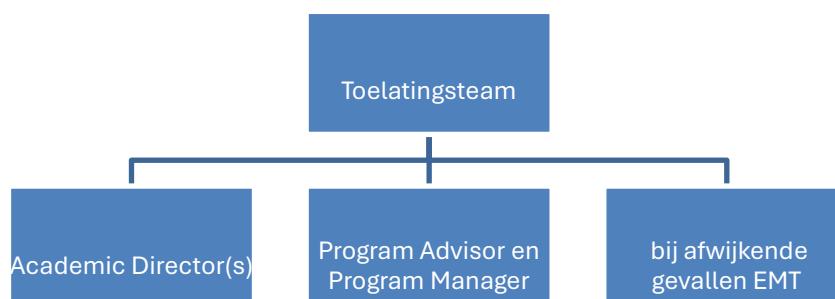 Toelatingsteam
Academic Director(s)
Program Advisor en
Program Manager
bij afwijkende
gevallen EMT